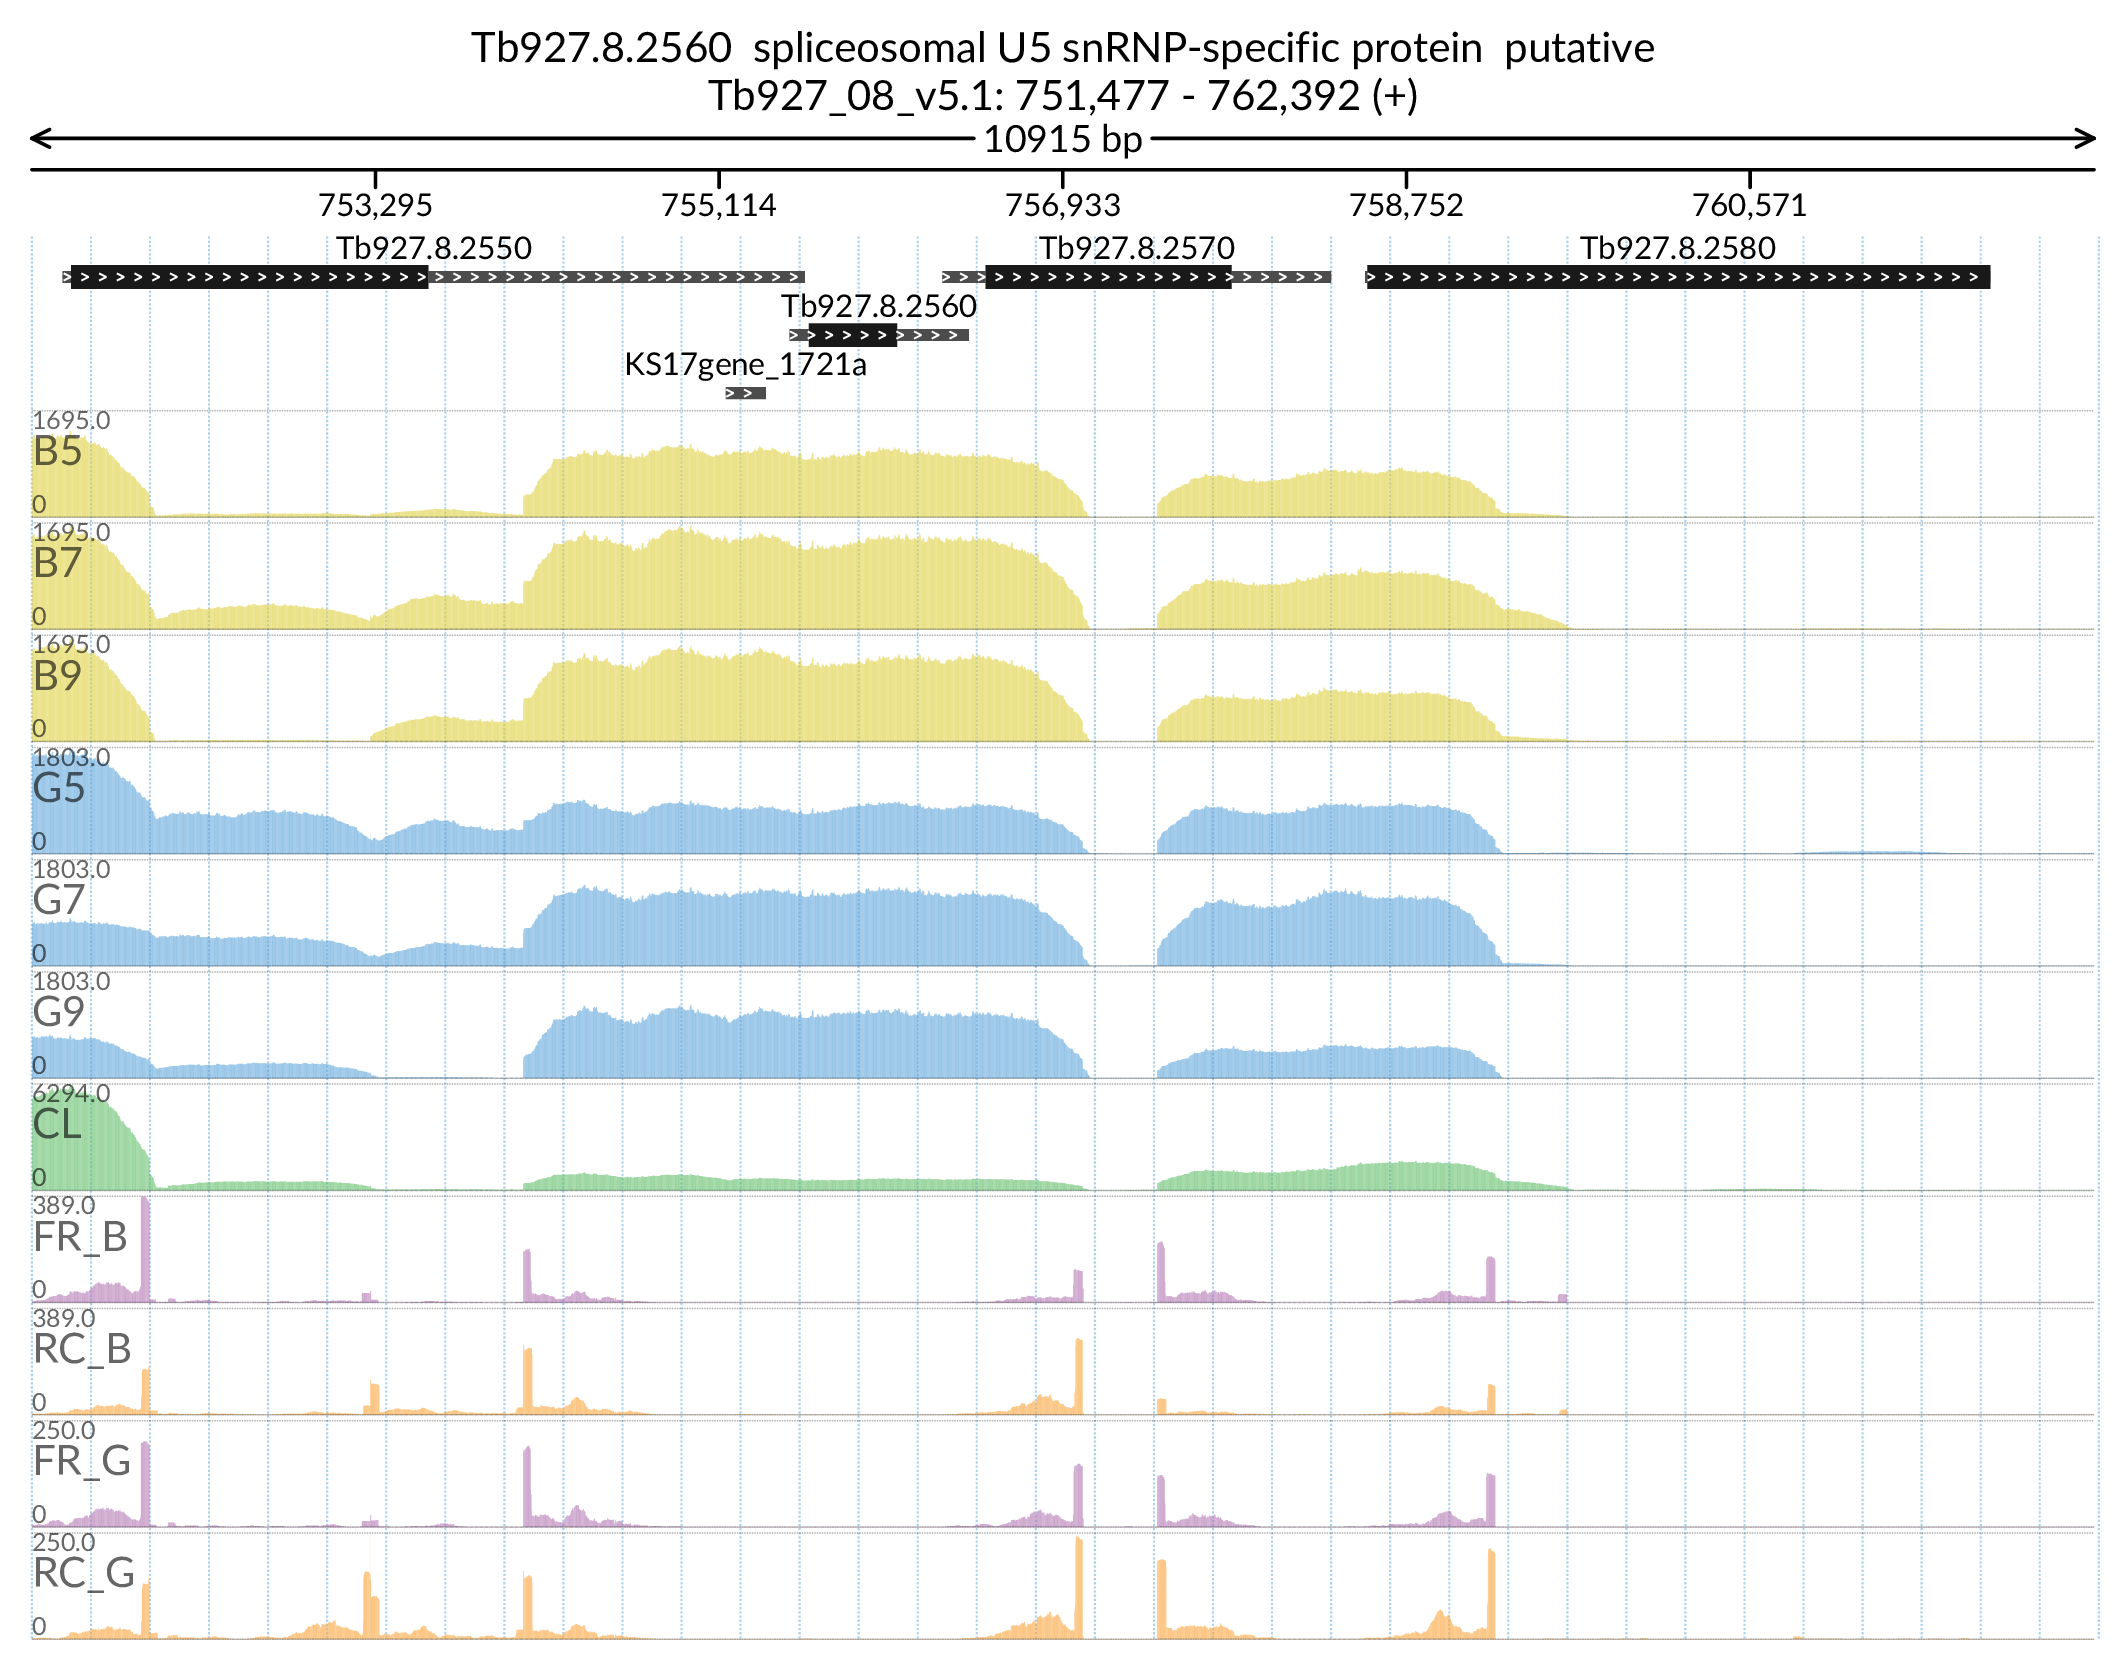 Tb927.8.2560  spliceosomal U5 snRNP-specific protein  putative
Tb927_08_v5.1: 751,477 - 762,392 (+)
10915 bp
753,295 755,114 756,933 758,752 760,571
Tb927.8.2550 Tb927.8.2570 Tb927.8.2580
Tb927.8.2560
KS17gene_1721a
1695.0
B5
0
1695.0
B7
0
1695.0
B9
0
1803.0
G5
0
1803.0
G7
0
1803.0
G9
0
6294.0
CL
0
389.0
FR_B
0
389.0
RC_B
0
250.0
FR_G
0
250.0
RC_G
0